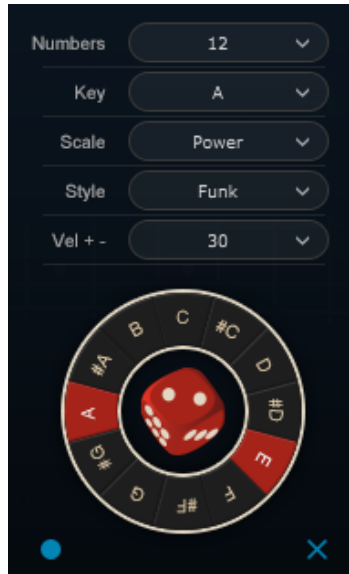 Numbers 12
Key A
Scale Power
Style Funk
Vel + - 30
C
#C
D
#D
E
F
#F
G
#G
A
#A
B